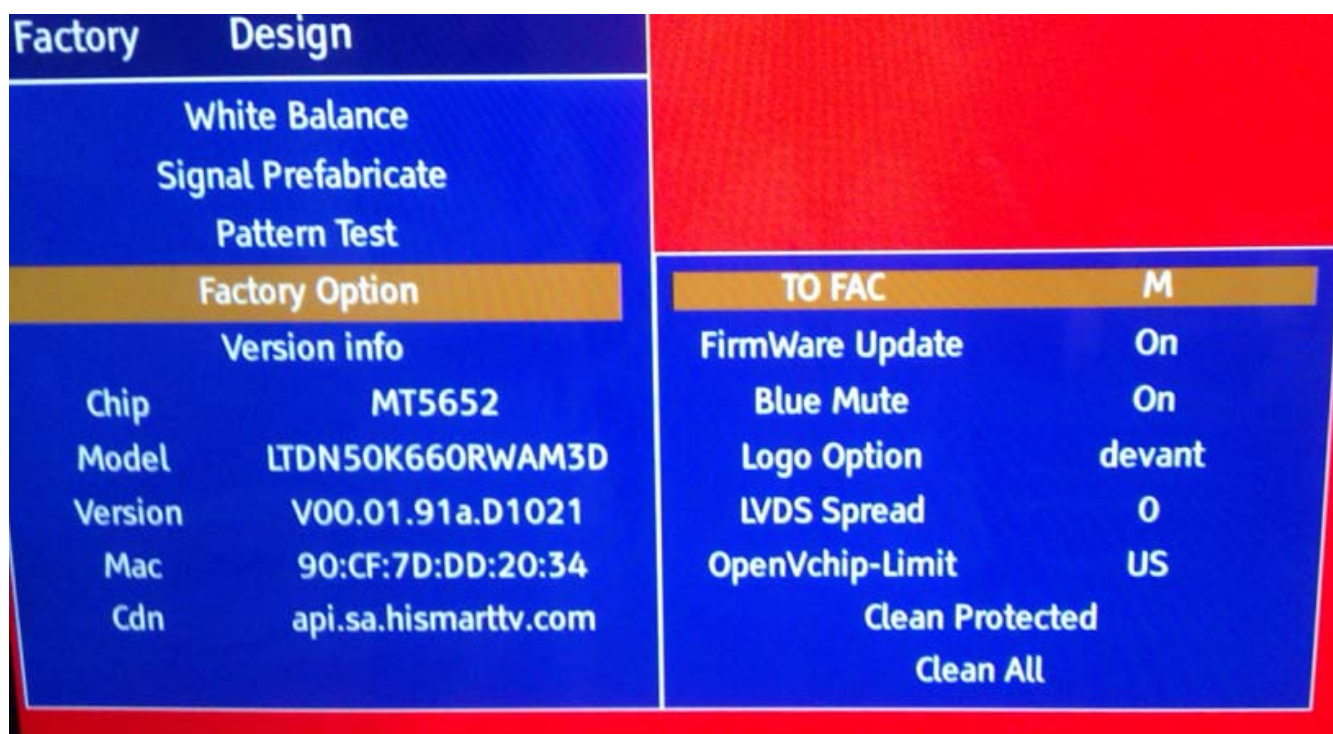 Factory Design
White Balance
Signal Prefabricate
Pattern Test
Factory Option
Version info
Chip MT5652
Model LTDN50K660RWAM3D
Version V00.01.91a.D1021
Mac 90:CF:7D:DD:20:34
Cdn api.sa.hismarttv.com
TO FAC M
FirmWare Update On
Blue Mute On
Logo Option devant
LVDS Spread 0
OpenVchip-Limit US
Clean Protected
Clean All